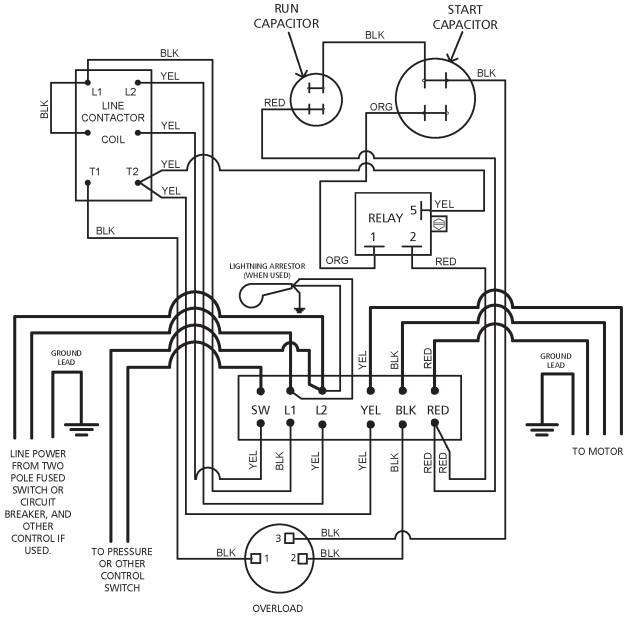 RUN
CAPACITOR
START
CAPACITOR
BLK
BLK
BLK
YEL
RED
ORG
L1
L2
LINE
CONTACTOR
BLK
YEL
COIL
YEL
T1
T2
YEL
YEL
5
RELAY
1
2
BLK
ORG
RED
LIGHTNING ARRESTOR
(WHEN USED)
GROUND
LEAD
YEL
BLK
RED
GROUND
LEAD
SW
L1
L2
YEL
BLK
RED
YEL
BLK
YEL
YEL
BLK
RED
RED
TO MOTOR
LINE POWER
FROM TWO
POLE FUSED
SWITCH OR
CIRCUIT
BREAKER, AND
OTHER
CONTROL IF
USED.
TO PRESSURE
OR OTHER
CONTROL
SWITCH
3
BLK
BLK
1
2
BLK
OVERLOAD